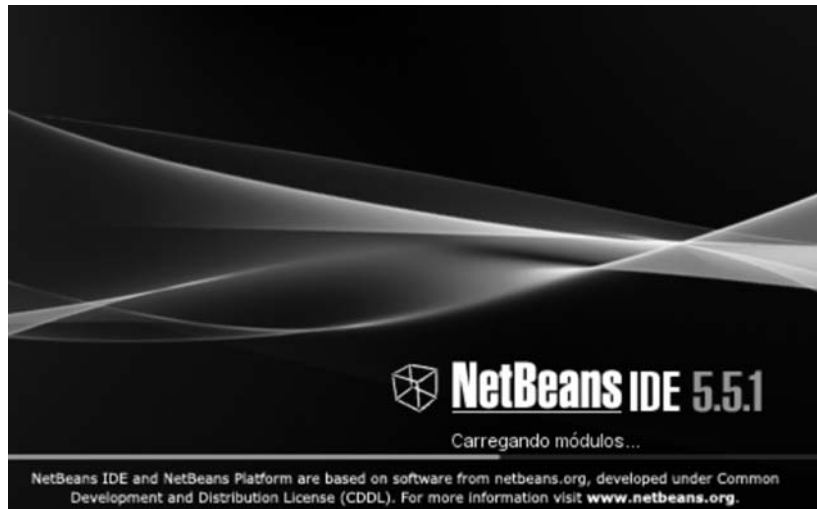 NetBeans IDE 5.5.1
Carregando módulos...
NetBeans IDE and NetBeans Platform are based on software from netbeans.org, developed under Common
Development and Distribution License (CDDL). For more information visit www.netbeans.org.